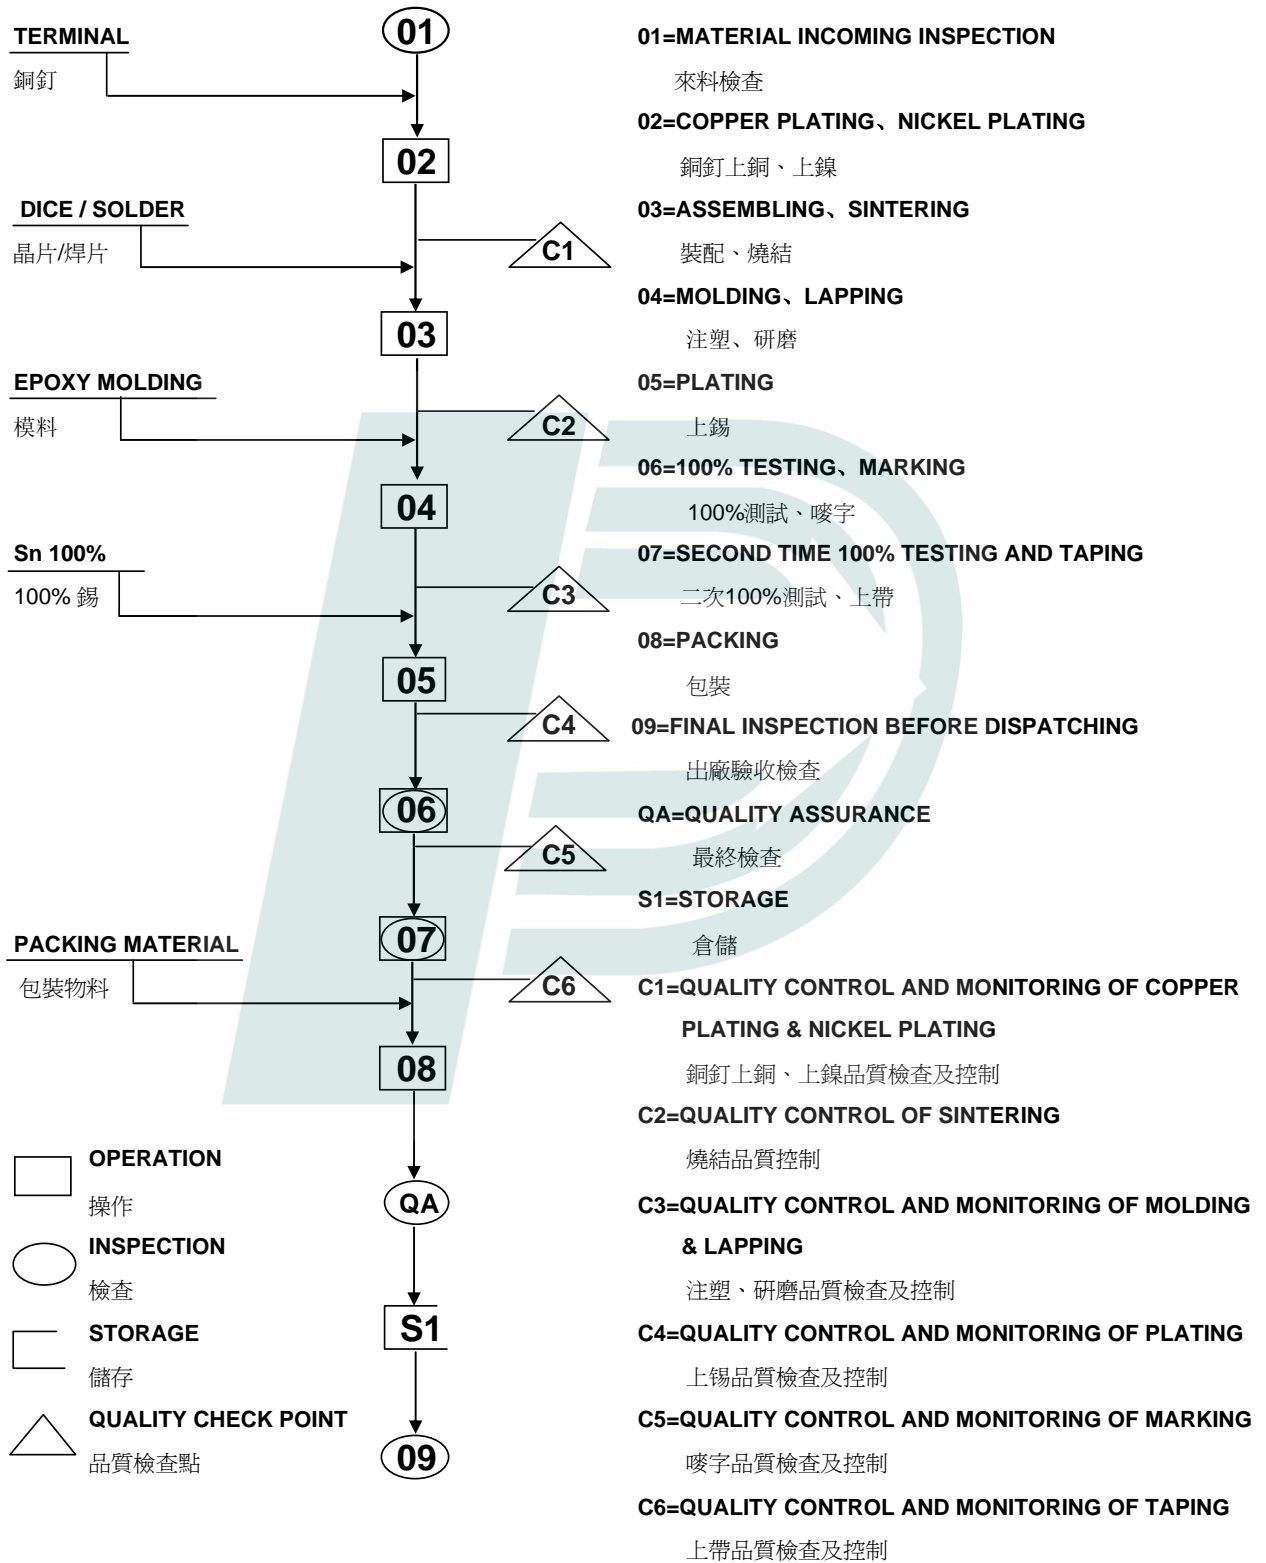 TERMINAL
銅釘
01
02
DICE / SOLDER
晶片/焊片
C1
03
EPOXY MOLDING
模料
C2
04
Sn 100%
100% 錫
C3
05
C4
06
C5
07
PACKING MATERIAL
包裝物料
C6
08
QA
S1
09
OPERATION
操作
INSPECTION
檢查
STORAGE
儲存
QUALITY CHECK POINT
品質檢查點
01=MATERIAL INCOMING INSPECTION
來料檢查
02=COPPER PLATING、NICKEL PLATING
銅釘上銅、上鎳
03=ASSEMBLING、SINTERING
裝配、燒結
04=MOLDING、LAPPING
注塑、研磨
05=PLATING
上錫
06=100% TESTING、MARKING
100%測試、嘜字
07=SECOND TIME 100% TESTING AND TAPING
二次100%測試、上帶
08=PACKING
包裝
09=FINAL INSPECTION BEFORE DISPATCHING
出廠驗收檢查
QA=QUALITY ASSURANCE
最終檢查
S1=STORAGE
倉儲
C1=QUALITY CONTROL AND MONITORING OF COPPER
PLATING & NICKEL PLATING
銅釘上銅、上鎳品質檢查及控制
C2=QUALITY CONTROL OF SINTERING
燒結品質控制
C3=QUALITY CONTROL AND MONITORING OF MOLDING
& LAPPING
注塑、研磨品質檢查及控制
C4=QUALITY CONTROL AND MONITORING OF PLATING
上锡品質檢查及控制
C5=QUALITY CONTROL AND MONITORING OF MARKING
嘜字品質檢查及控制
C6=QUALITY CONTROL AND MONITORING OF TAPING
上帶品質檢查及控制